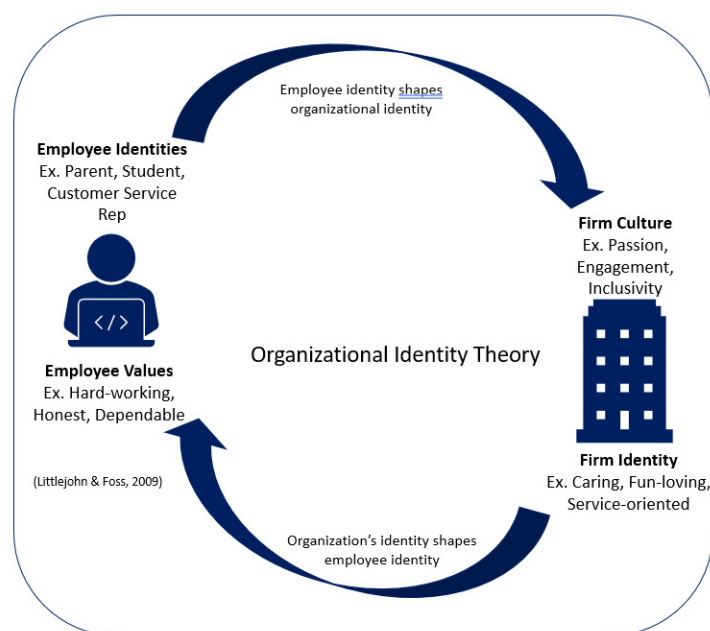 Employee identity shapes
organizational identity
Employee Identities
Ex. Parent, Student,
Customer Service
Rep
</>
Employee Values
Ex. Hard-working,
Honest, Dependable
(Littlejohn & Foss, 2009)
Organizational Identity Theory
Firm Culture
Ex. Passion,
Engagement,
Inclusivity
Firm Identity
Ex. Caring, Fun-loving,
Service-oriented
Organization's identity shapes
employee identity